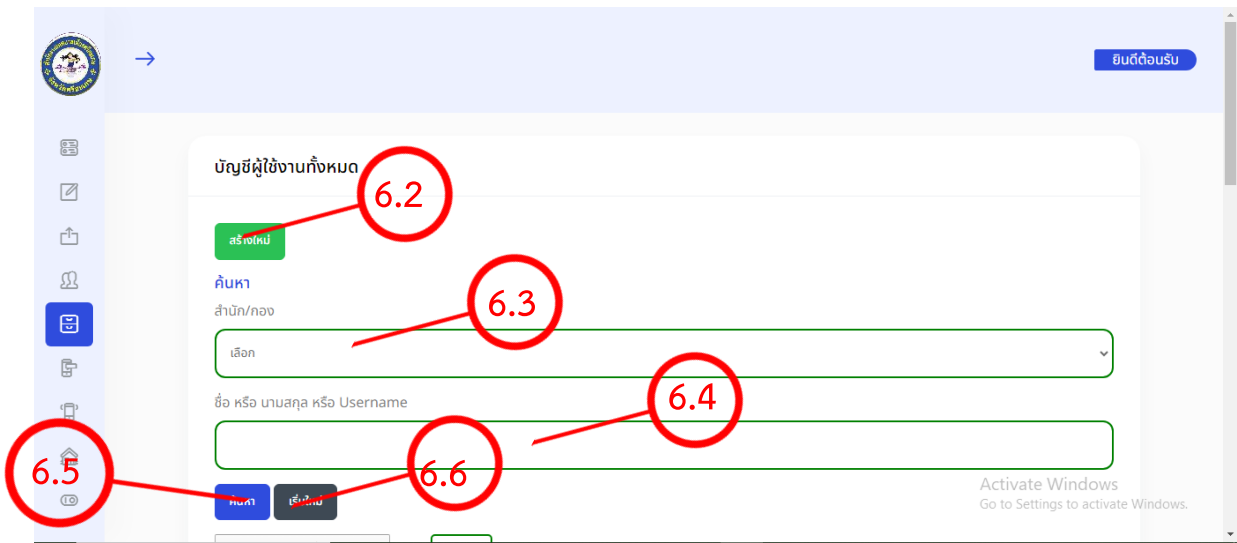 ยินดีต้อนรับ
บัญชีผู้ใช้งานทั้งหมด
6.2
สร้างใหม่
ค้นหา
6.3
สำนัก/กอง
เลือก
ชื่อ หรือ นามสกุล หรือ Username
6.4
6.5
6.6
ค้นหา
เริ่มใหม่
Activate Windows
Go to Settings to activate Windows.